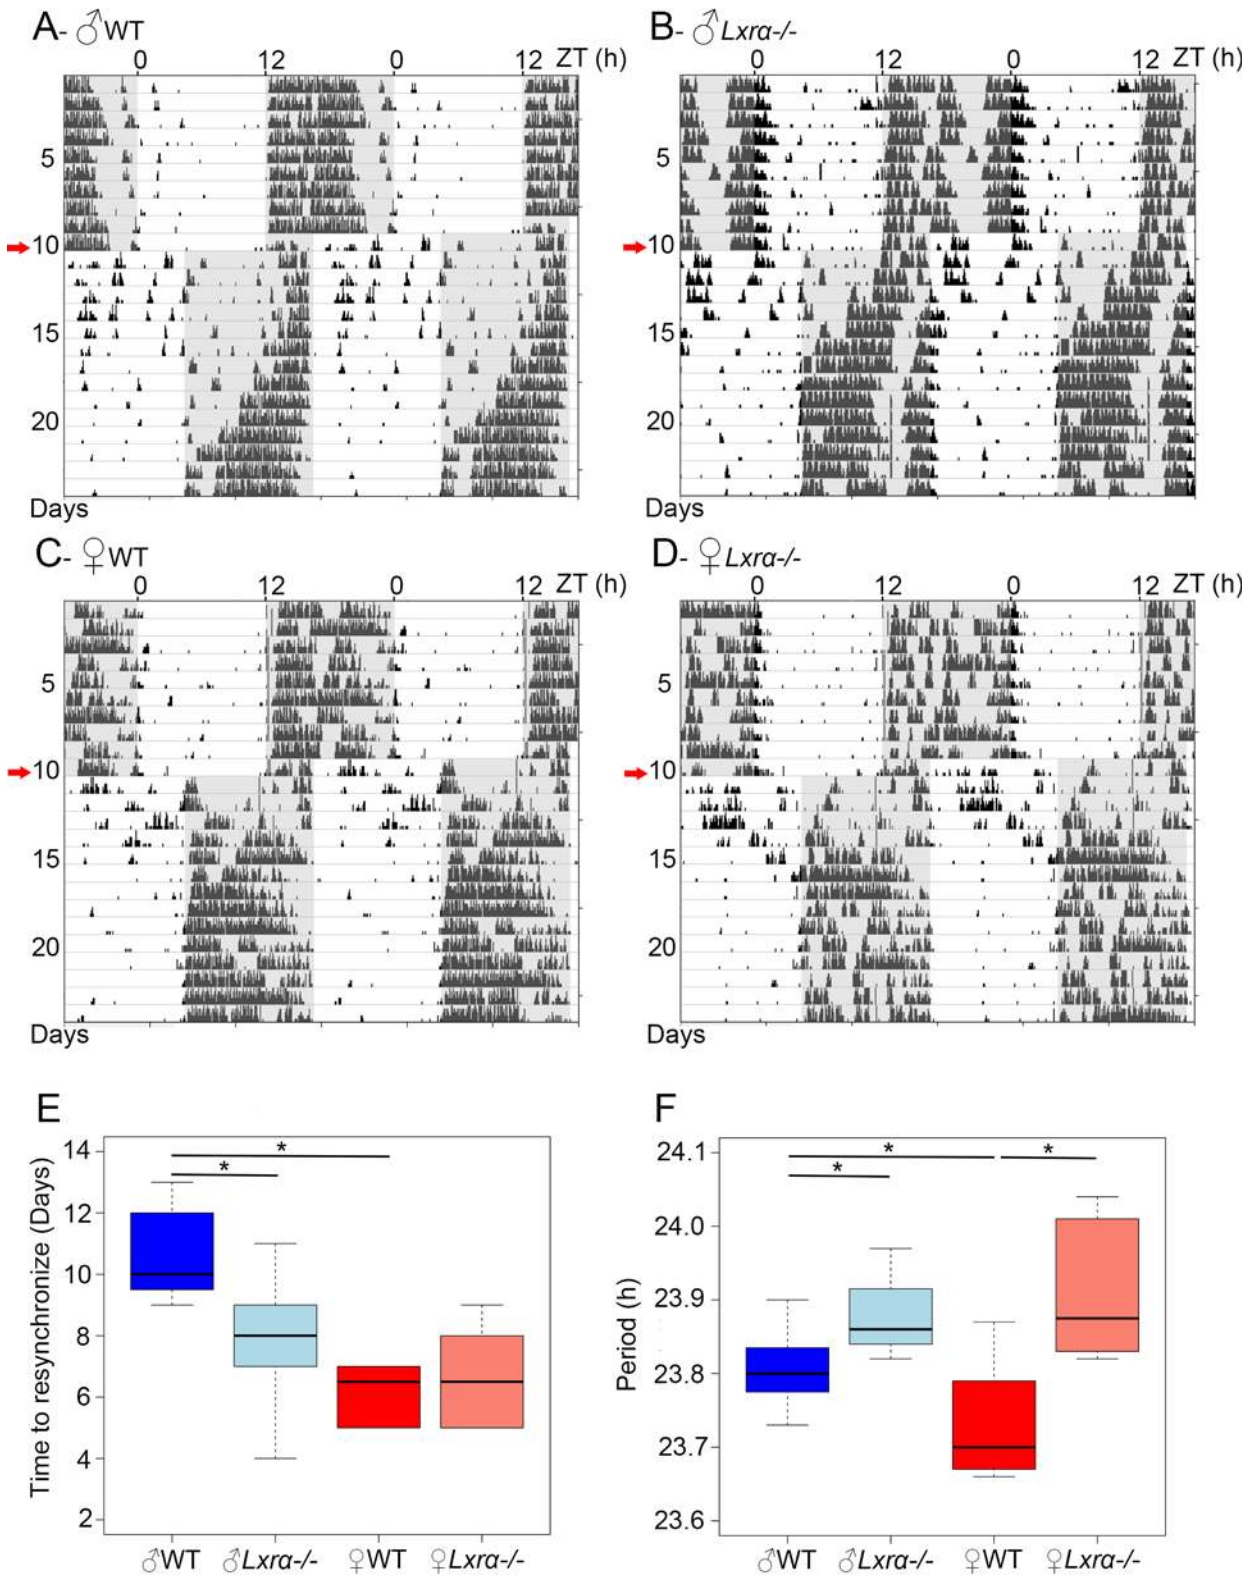 A- ♂WT
B- ♂Lxrα-/-
0 12 0 12 ZT (h)
0 12 0 12 ZT (h)
5
10
15
20
Days
5
10
15
20
Days
C- ♀WT
D- ♀Lxrα-/-
0 12 0 12 ZT (h)
0 12 0 12 ZT (h)
5
10
15
20
Days
5
10
15
20
Days
E
Time to resynchronize (Days)
14
12
10
8
6
4
2
* *
♂WT ♂Lxrα-/- ♀WT ♀Lxrα-/-
F
Period (h)
24.1
24.0
23.9
23.8
23.7
23.6
* * *
♂WT ♂Lxrα-/- ♀WT ♀Lxrα-/-